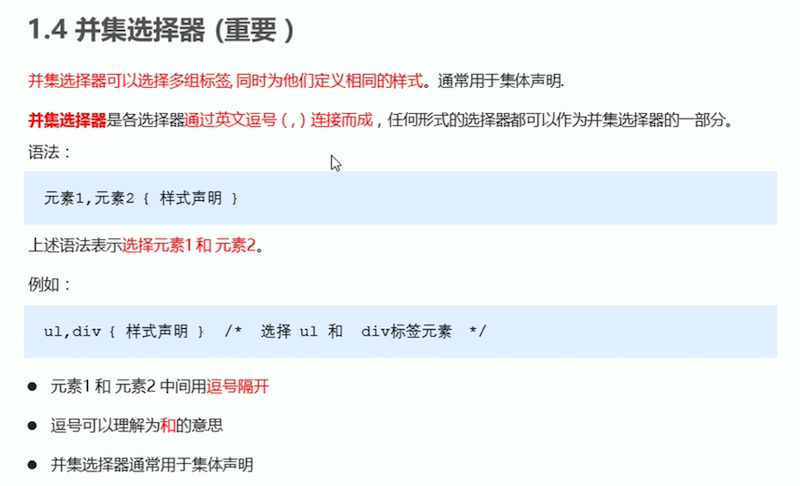 1.4 并集选择器 (重要 )
并集选择器可以选择多组标签, 同时为他们定义相同的样式。通常用于集体声明.
并集选择器是各选择器通过英文逗号（,）连接而成，任何形式的选择器都可以作为并集选择器的一部分。
语法：
元素1,元素2 { 样式声明 }
上述语法表示选择元素1 和 元素2。
例如：
ul,div { 样式声明 } /* 选择 ul 和 div标签元素 */
● 元素1 和 元素2 中间用逗号隔开
● 逗号可以理解为和的意思
● 并集选择器通常用于集体声明